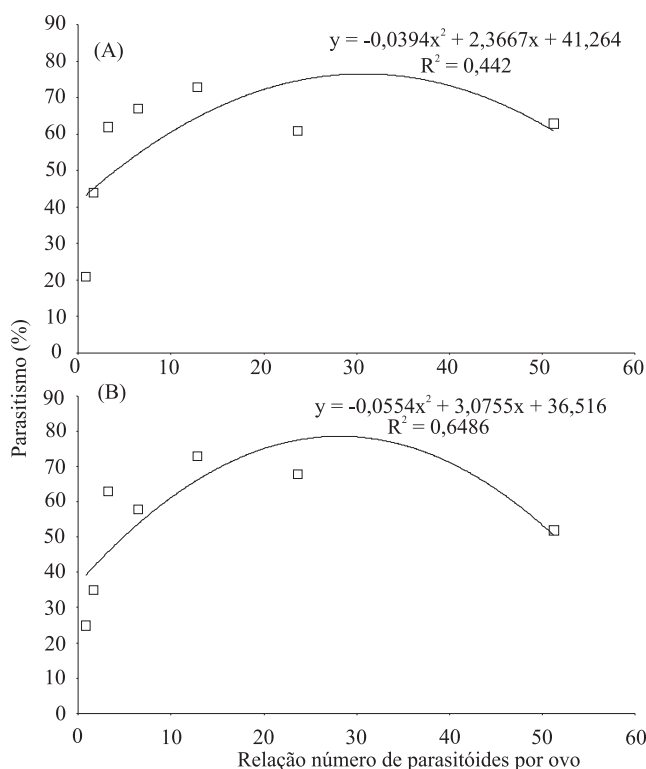 (A)
y = -0,0394x² + 2,3667x + 41,264
R² = 0,442
90
80
70
60
50
40
30
20
10
0
0 10 20 30 40 50 60
Parasitismo (%)
(B)
y = -0,0554x² + 3,0755x + 36,516
R² = 0,6486
90
80
70
60
50
40
30
20
10
0
0 10 20 30 40 50 60
Relação número de parasitóides por ovo